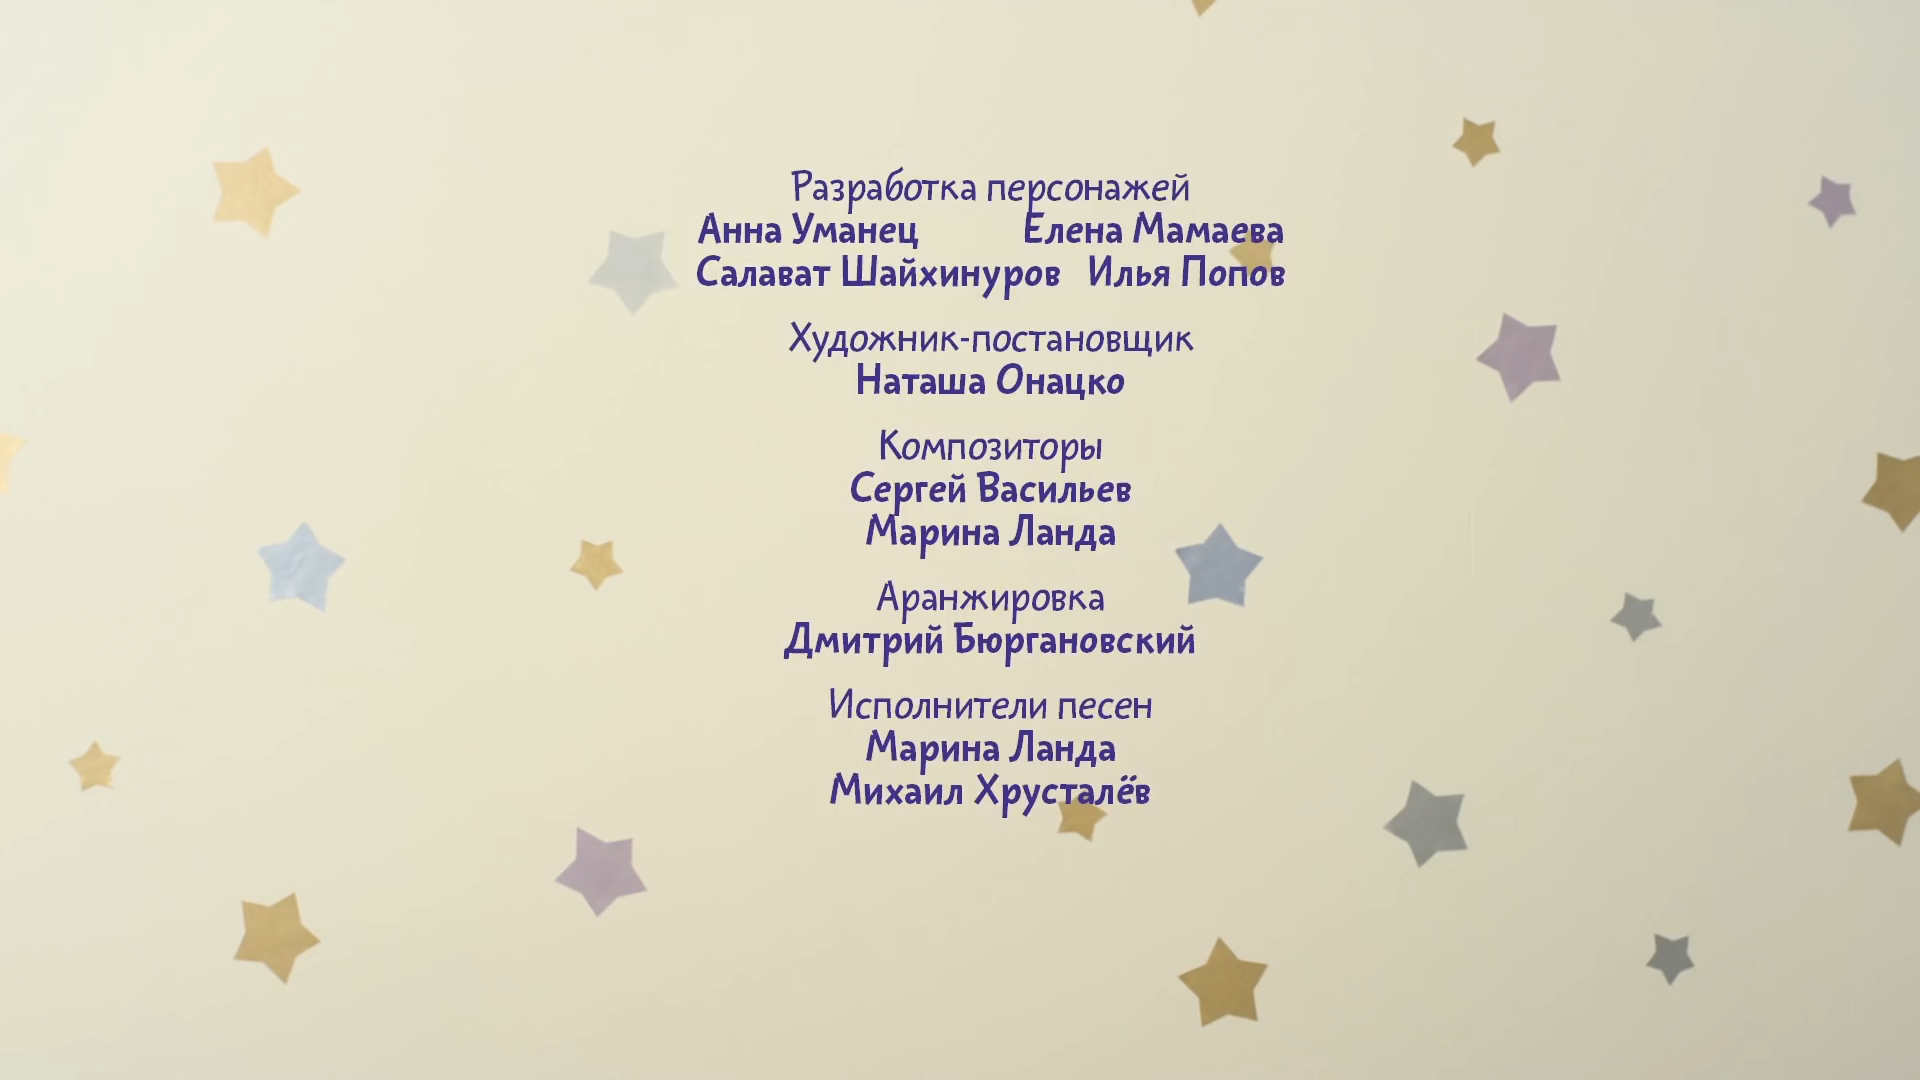 Разработка персонажей
Анна Уманец Елена Мамаева
Салават Шайхинуров Илья Попов
Художник-постановщик
Наташа Онацко
Композиторы
Сергей Васильев
Марина Ланда
Аранжировка
Дмитрий Бюргановский
Исполнители песен
Марина Ланда
Михаил Хрусталёв